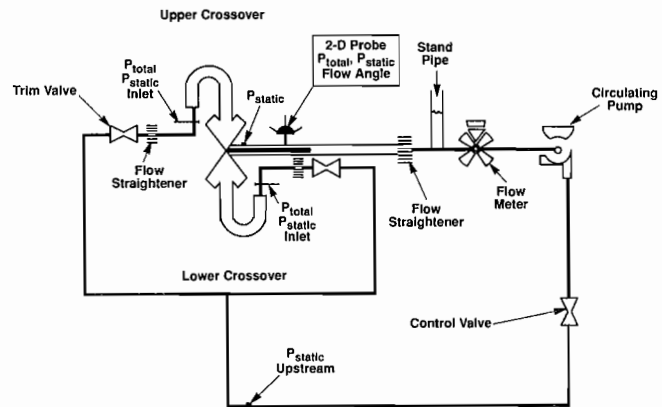 Upper Crossover
2-D Probe
Ptotal, Pstatic
Flow Angle
Stand
Pipe
Ptotal
Pstatic
Inlet
Trim Valve
Pstatic
Circulating
Pump
Flow
Straightener
Flow
Straightener
Flow
Meter
Ptotal
Pstatic
Inlet
Lower Crossover
Control Valve
Pstatic
Upstream